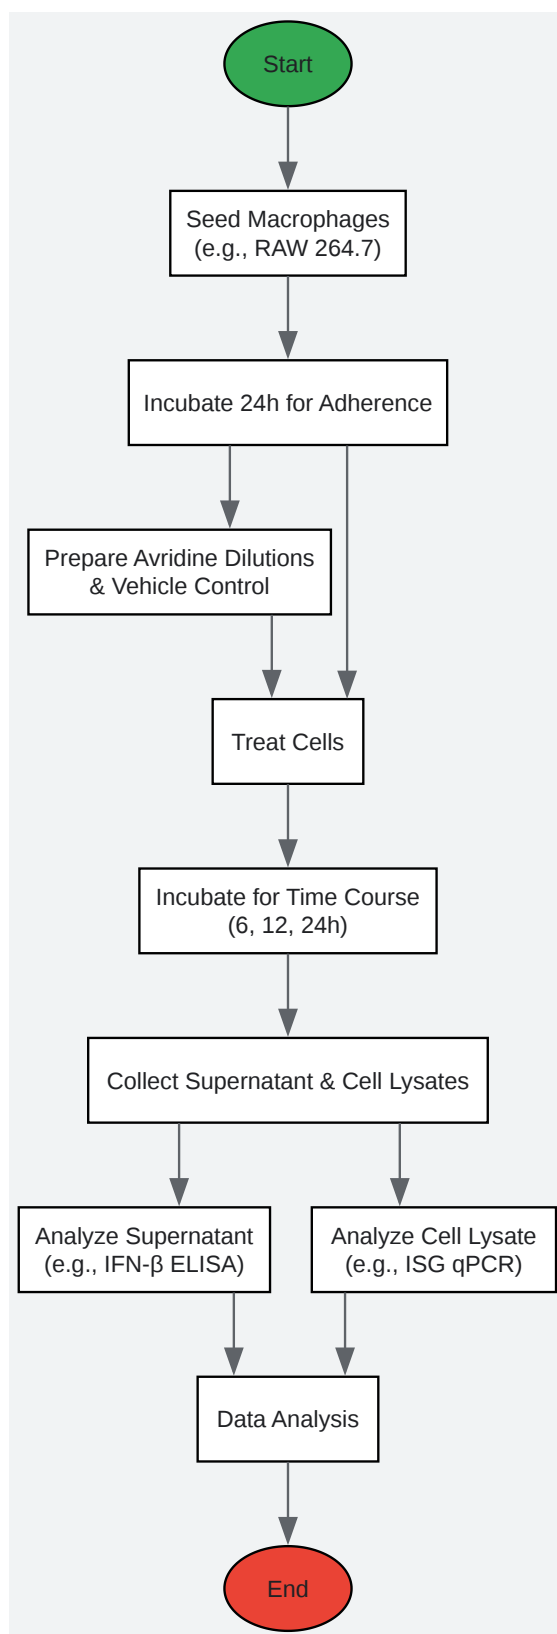 Start
Seed Macrophages
(e.g., RAW 264.7)
Incubate 24h for Adherence
Prepare Avridine Dilutions
& Vehicle Control
Treat Cells
Incubate for Time Course
(6, 12, 24h)
Collect Supernatant & Cell Lysates
Analyze Supernatant
(e.g., IFN-β ELISA)
Analyze Cell Lysate
(e.g., ISG qPCR)
Data Analysis
End